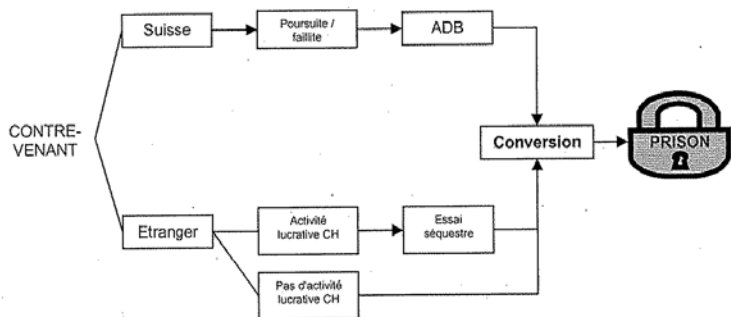 Suisse
Poursuite /
faillite
ADB
CONTRE-
VENANT
Conversion
PRISON
Etranger
Activité
lucrative CH
Essai
séquestre
Pas d'activité
lucrative CH